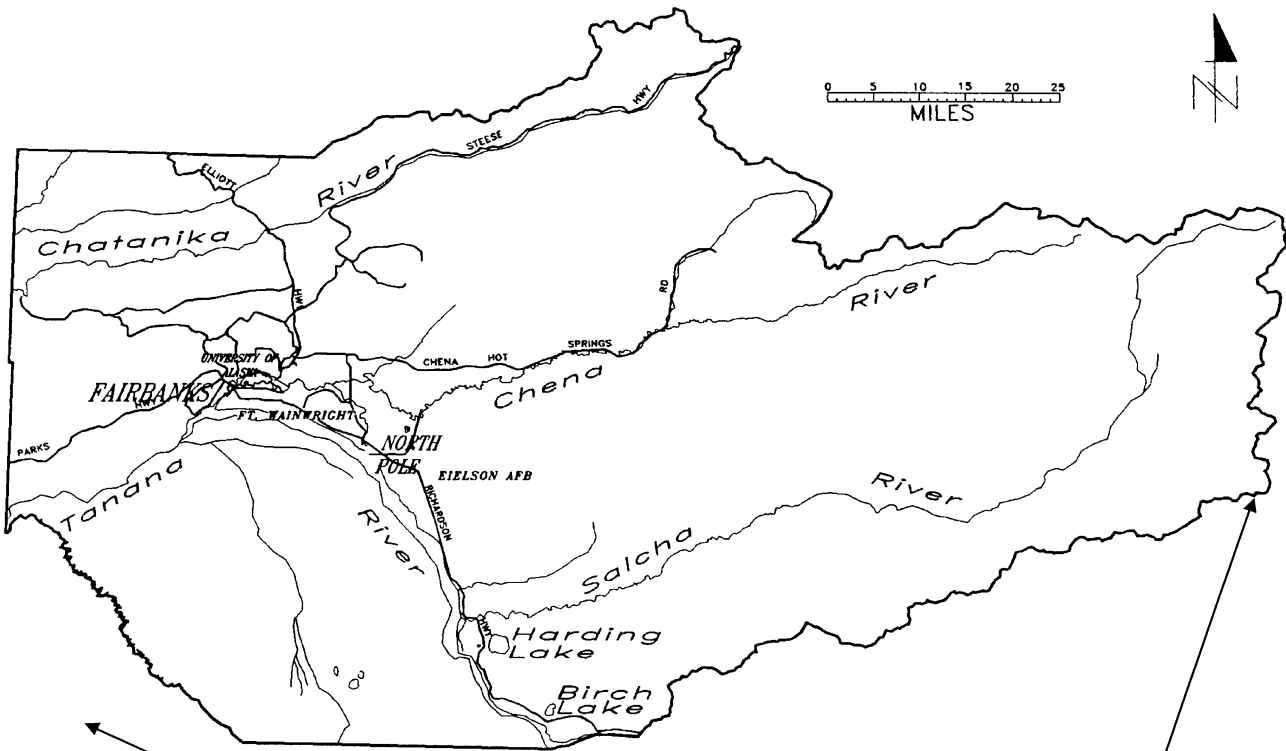 HWY
STEESE
0 5 10 15 20 25
MILES
N
ELLIOTT
River
Chatanika
HWY
RD
River
UNIVERSITY OF
ALASKA
CHENA HOT SPRINGS
Chena
FAIRBANKS
HWY
FT. WAINWRIGHT
PARKS
NORTH
POLE
EIELSON AFB
Tanana
RICHARDSON
River
River
Salcha
HWY
Harding
Lake
Birch
Lake